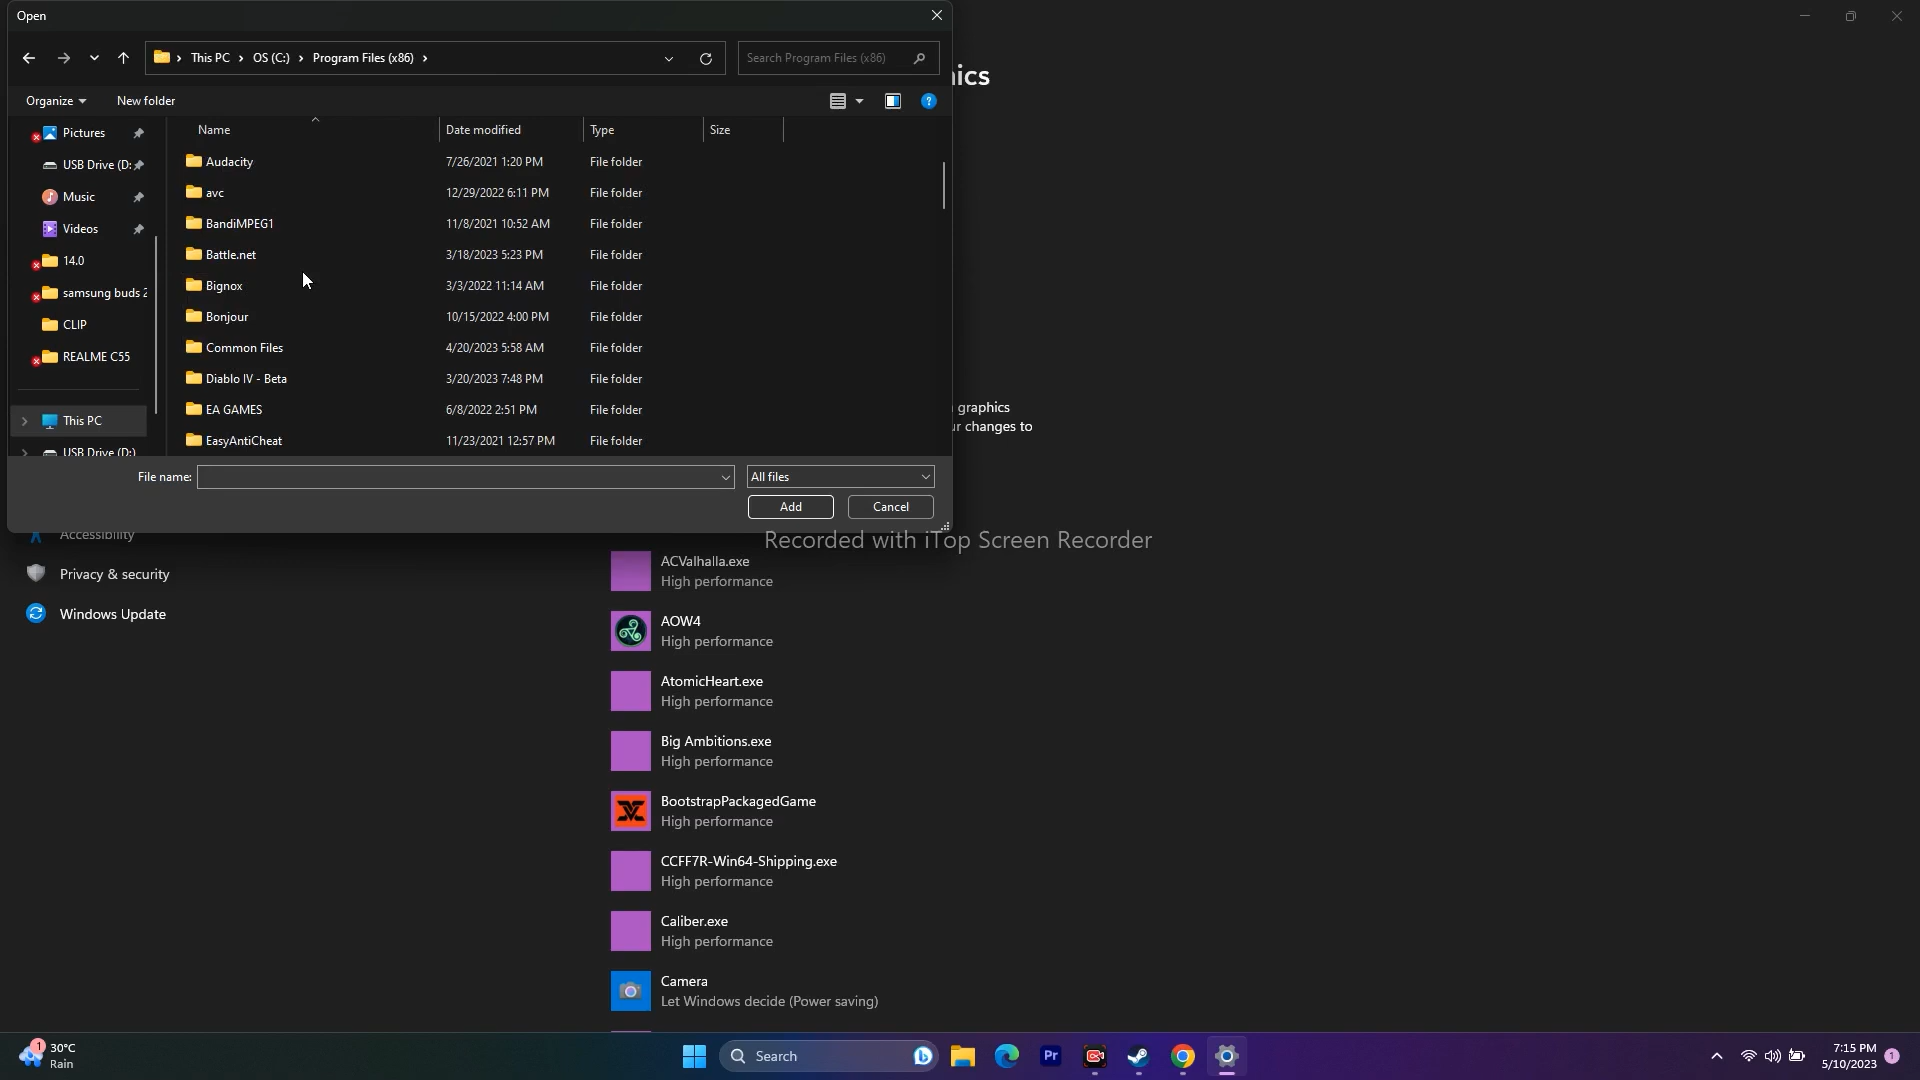 Open
This PC
OS (C:)
Program Files (x86)
Search Program Files (x86)
ics
Organize
New folder
?
Name
Date modified
Type
Size
Pictures
USB Drive (D:
Music
Videos
14.0
samsung buds 2
CLIP
REALME C55
This PC
USB Drive (D:)
Audacity 7/26/2021 1:20 PM File folder
avc 12/29/2022 6:11 PM File folder
BandiMPEG1 11/8/2021 10:52 AM File folder
Battle.net 3/18/2023 5:23 PM File folder
Bignox 3/3/2022 11:14 AM File folder
Bonjour 10/15/2022 4:00 PM File folder
Common Files 4/20/2023 5:58 AM File folder
Diablo IV - Beta 3/20/2023 7:48 PM File folder
EA GAMES 6/8/2022 2:51 PM File folder
EasyAntiCheat 11/23/2021 12:57 PM File folder
graphics
ur changes to
File name:
All files
Add
Cancel
Accessibility
Privacy & security
Windows Update
Recorded with iTop Screen Recorder
ACValhalla.exe
High performance
AOW4
High performance
AtomicHeart.exe
High performance
Big Ambitions.exe
High performance
BootstrapPackagedGame
High performance
CCFF7R-Win64-Shipping.exe
High performance
Caliber.exe
High performance
Camera
Let Windows decide (Power saving)
1
30°C
Rain
Search
Pr
7:15 PM
5/10/2023
1